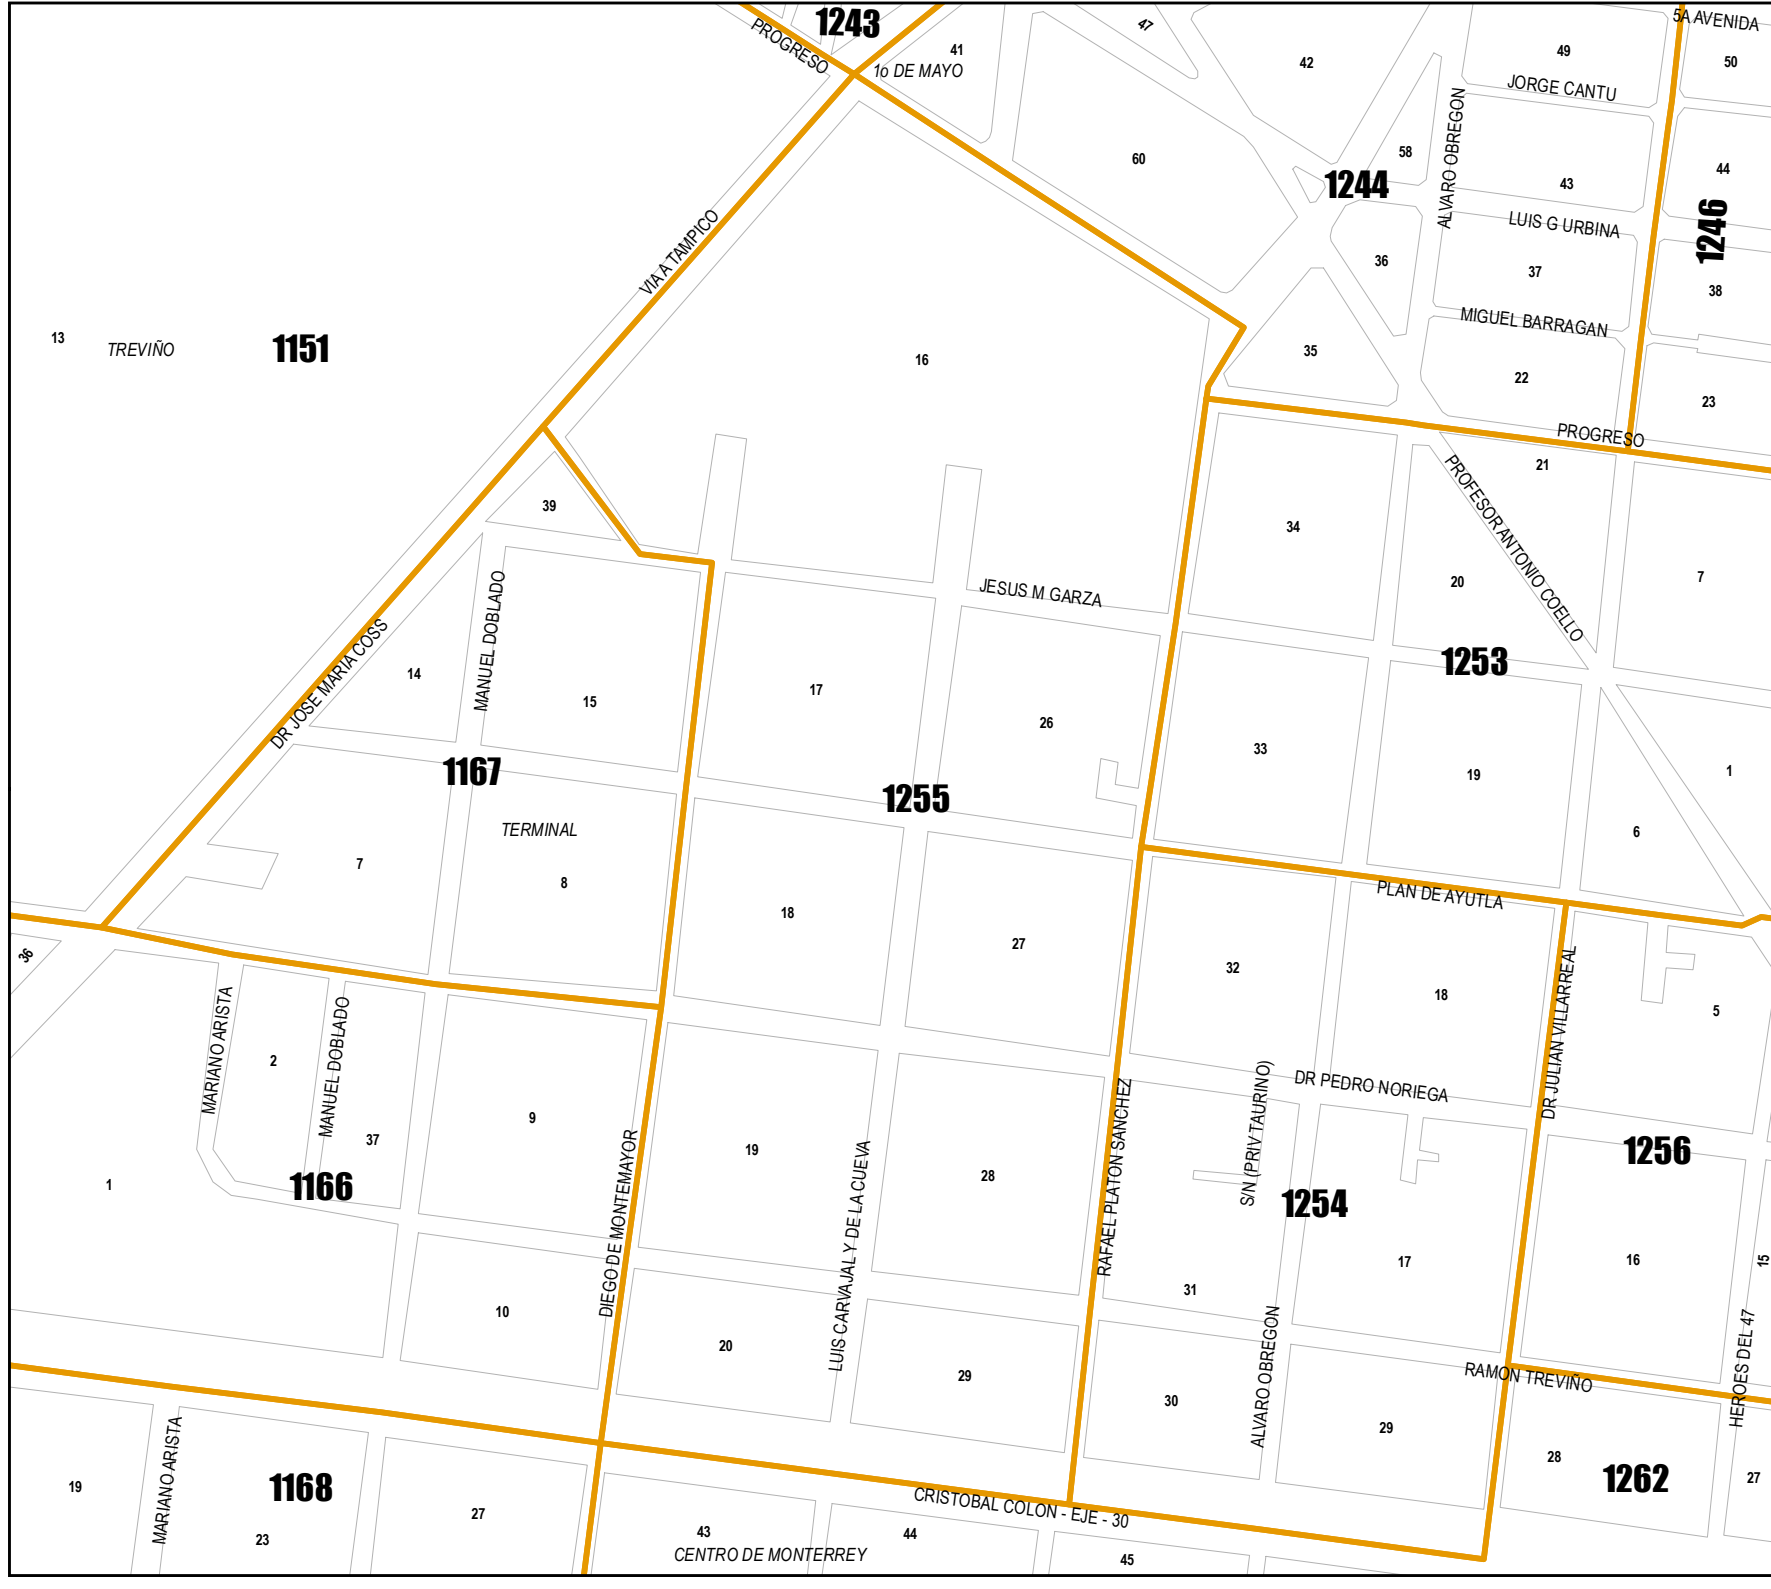 1243
5A AVENIDA
PROGRESO
47
41
1o DE MAYO
42
49
50
JORGE CANTU
ALVARO OBREGON
60
58
1244
43
44
LUIS G URBINA
1246
VIA A TAMPICO
36
37
38
MIGUEL BARRAGAN
13
TREVIÑO
1151
16
35
22
23
PROGRESO
21
39
34
PROFESOR ANTONIO COELLO
JESUS M GARZA
20
7
MANUEL DOBLADO
DR JOSE MARIA COSS
14
15
17
26
1253
33
19
1
1167
1255
TERMINAL
7
8
6
PLAN DE AYUTLA
18
27
32
18
5
36
DR JULIAN VILLARREAL
MARIANO ARISTA
MANUEL DOBLADO
2
37
9
DR PEDRO NORIEGA
S/N (PRIV TAURINO)
RAFAEL PLATON SANCHEZ
19
28
1256
1
1166
DIEGO DE MONTEMAYOR
LUIS CARVAJAL Y DE LA CUEVA
1254
17
16
15
31
10
20
29
ALVARO OBREGON
RAMON TREVIÑO
HEROES DEL 47
30
29
28
1262
27
19
MARIANO ARISTA
1168
23
27
CRISTOBAL COLON - EJE - 30
43
44
45
CENTRO DE MONTERREY